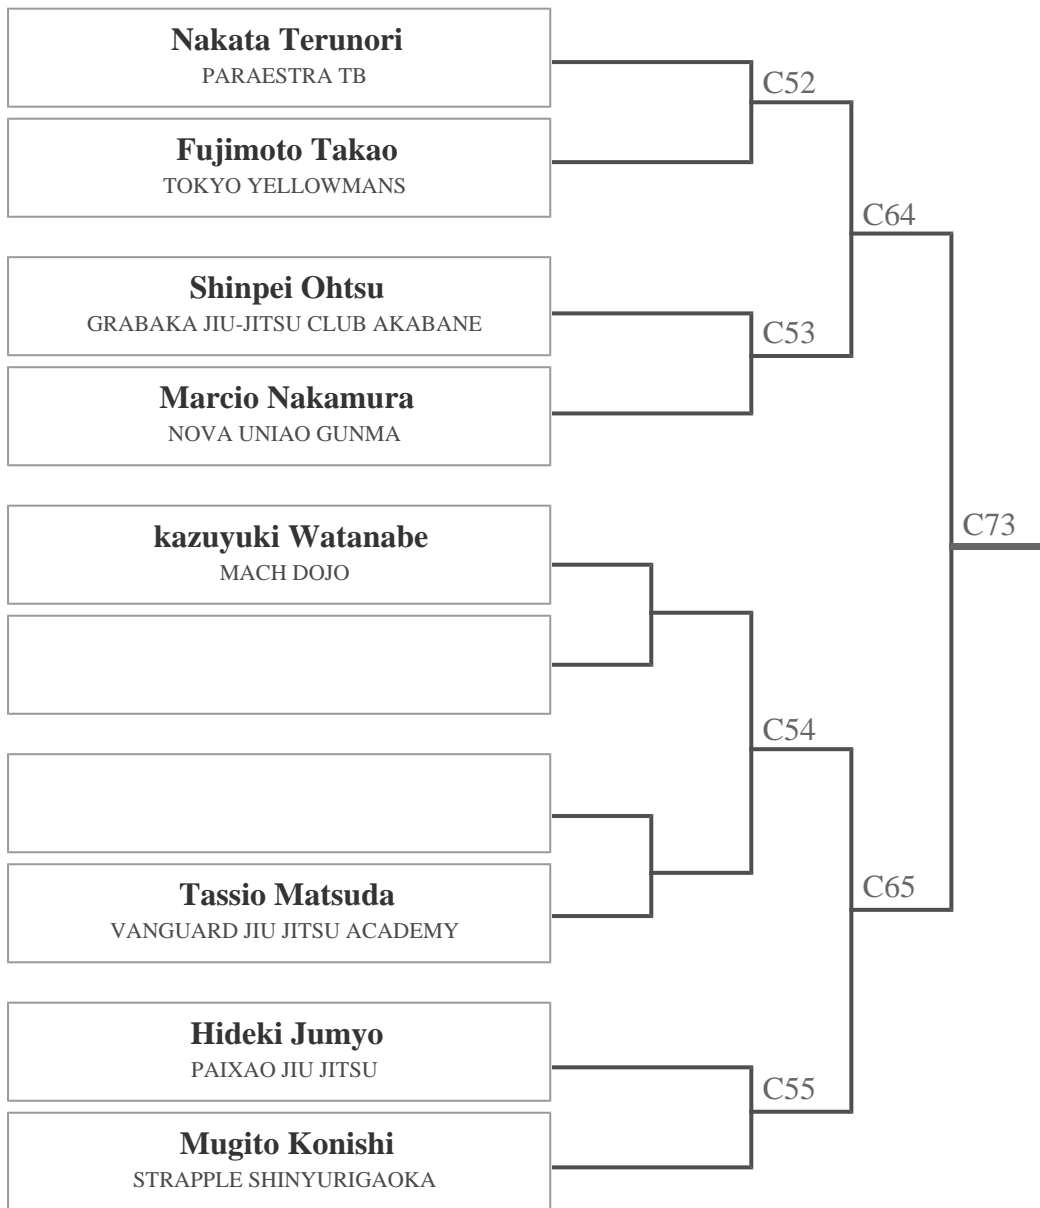 Nakata Terunori
PARAESTRA TB
C52
Fujimoto Takao
TOKYO YELLOWMANS
C64
Shinpei Ohtsu
GRABAKA JIU-JITSU CLUB AKABANE
C53
Marcio Nakamura
NOVA UNIAO GUNMA
kazuyuki Watanabe
MACH DOJO
C73
C54
Tassio Matsuda
VANGUARD JIU JITSU ACADEMY
C65
Hideki Jumyo
PAIXAO JIU JITSU
C55
Mugito Konishi
STRAPPLE SHINYURIGAOKA